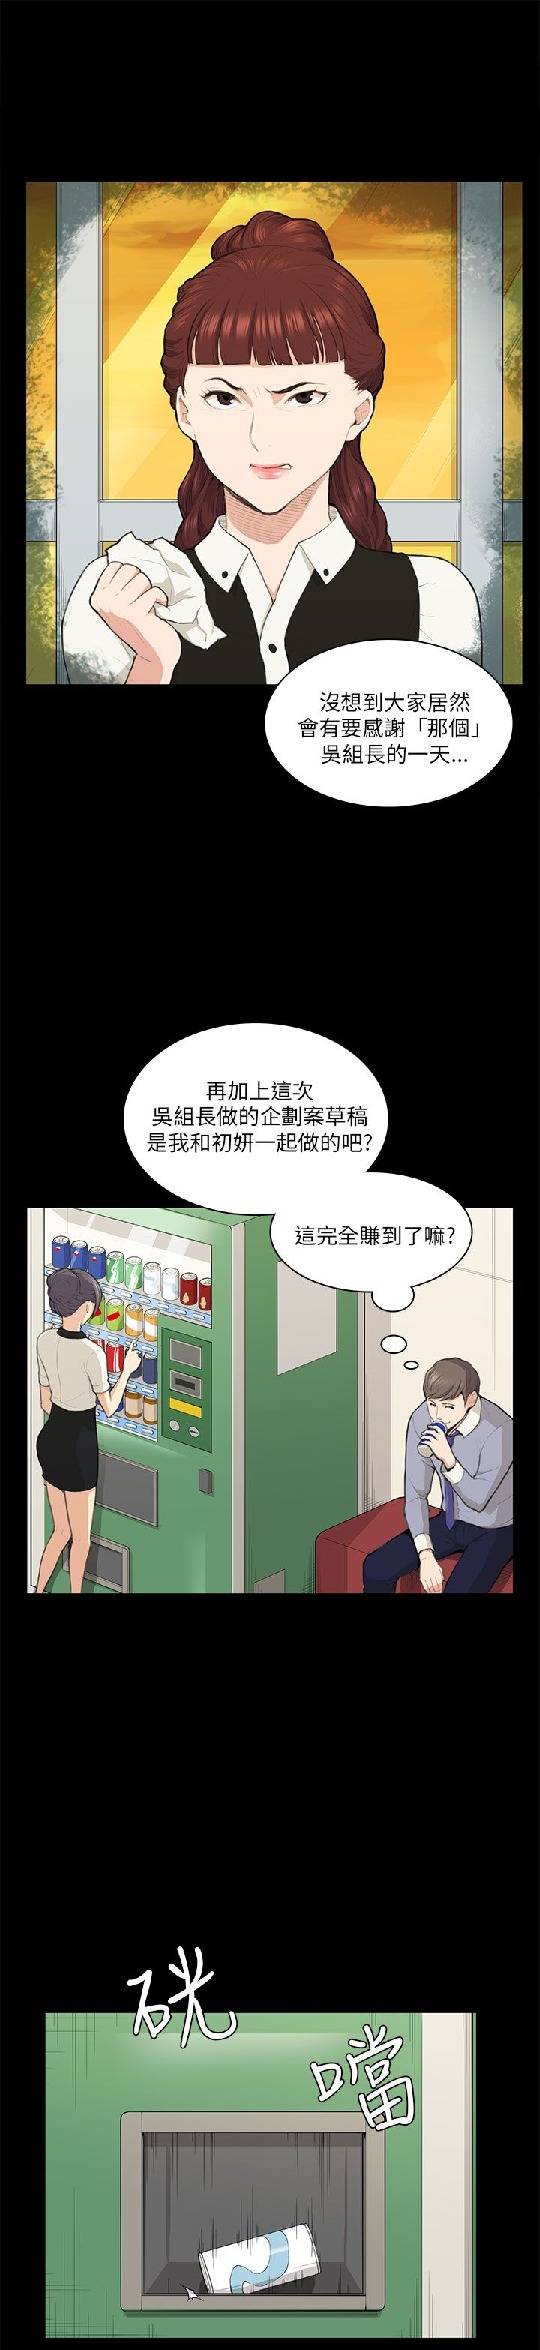 沒想到大家居然
會有要感謝「那個」
吳組長的一天...
再加上這次
吳組長做的企劃案草稿
是我和初妍一起做的吧?
這完全賺到了嘛?
硄
噹